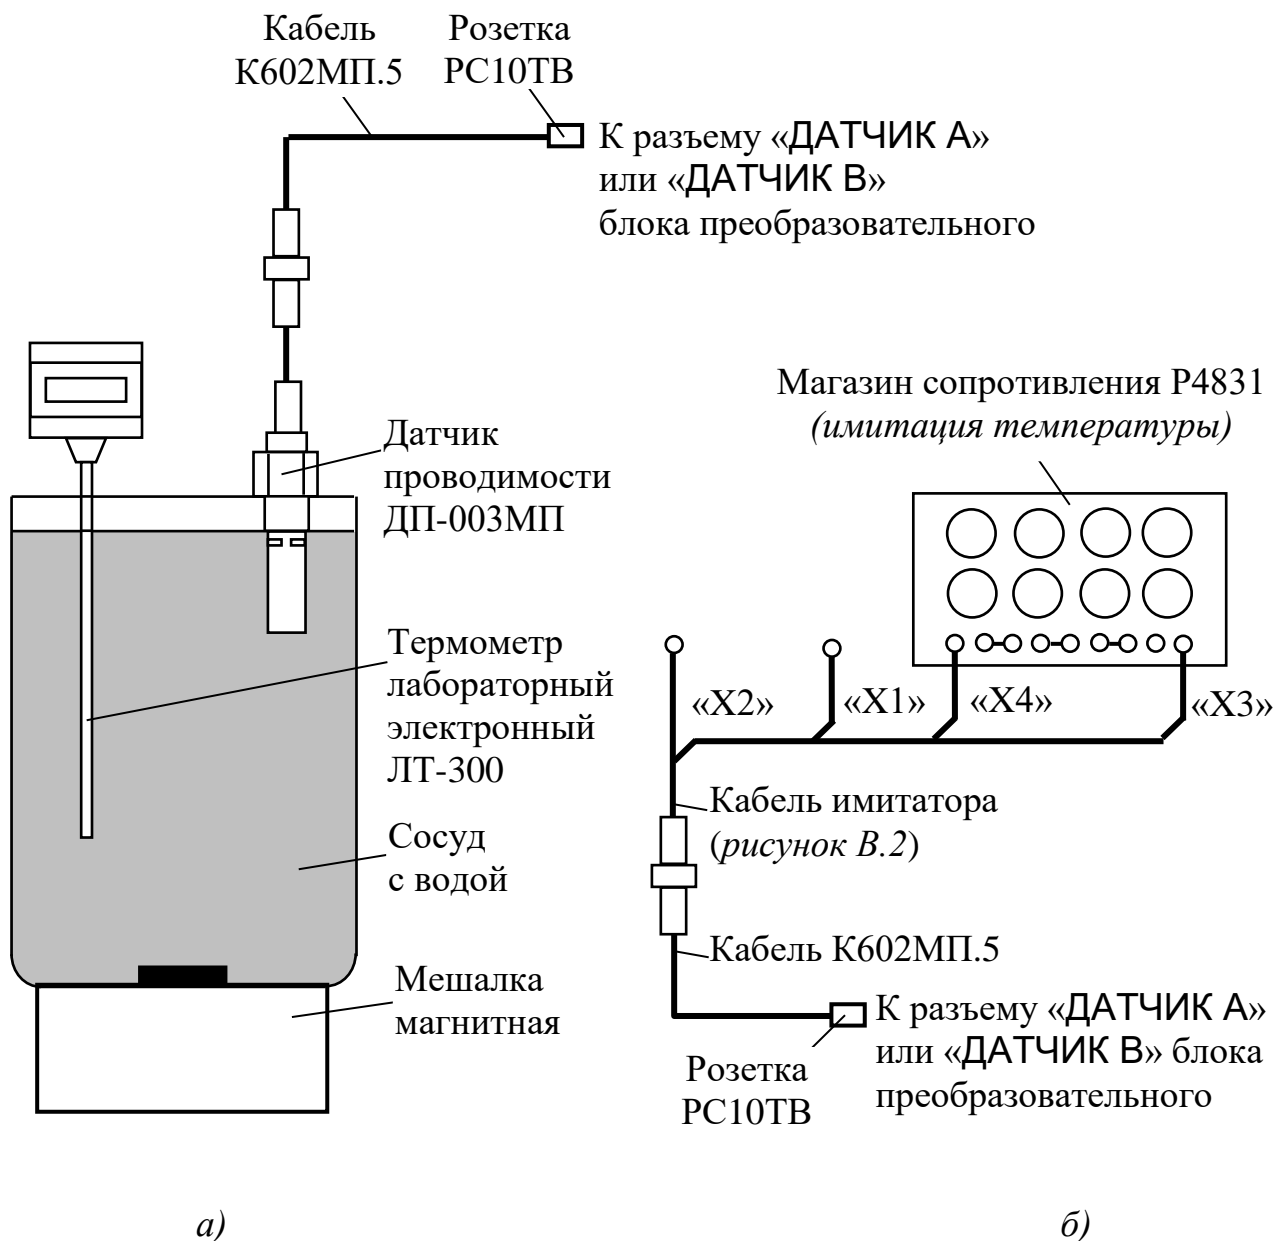 Кабель
К602МП.5
Розетка
РС10ТВ
К разъему «ДАТЧИК А»
или «ДАТЧИК В»
блока преобразовательного
Датчик
проводимости
ДП-003МП
Термометр
лабораторный
электронный
ЛТ-300
Сосуд
с водой
Мешалка
магнитная
а)
Магазин сопротивления Р4831
(имитация температуры)
«Х2»
«Х1»
«Х4»
«Х3»
Кабель имитатора
(рисунок В.2)
Кабель К602МП.5
Розетка
РС10ТВ
К разъему «ДАТЧИК А»
или «ДАТЧИК В» блока
преобразовательного
б)